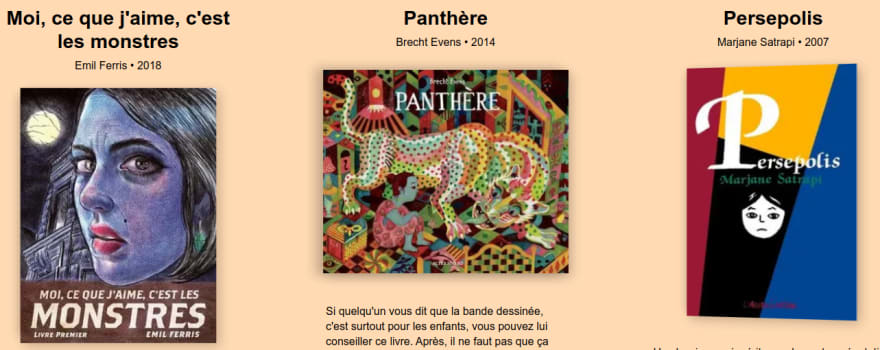 Moi, ce que j'aime, c'est
les monstres
Emil Ferris • 2018
MOI, CE QUE J'AIME, C'EST LES
MONSTRES
LIVRE PREMIER
EMIL FERRIS
Panthère
Brecht Evens • 2014
Brecht Evens
PANTHÈRE
Si quelqu'un vous dit que la bande dessinée,
c'est surtout pour les enfants, vous pouvez lui
conseiller ce livre. Après, il ne faut pas que ça
Persepolis
Marjane Satrapi • 2007
Persepolis
Marjane Satrapi